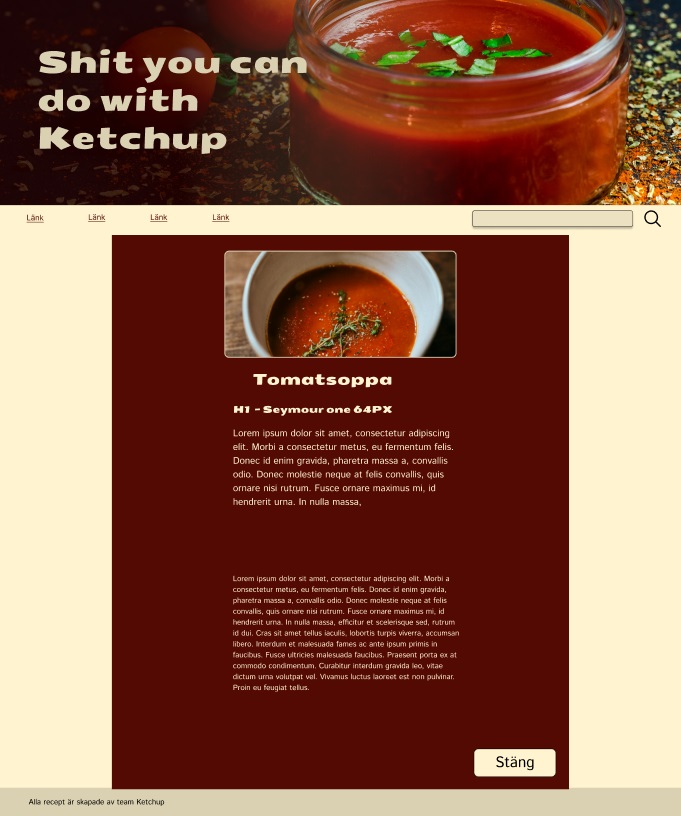 Shit you can
do with
Ketchup
Länk Länk Länk Länk
Tomatsoppa
H1 - Seymour one 64PX
Lorem ipsum dolor sit amet, consectetur adipiscing
elit. Morbi a consectetur metus, eu fermentum felis.
Donec id enim gravida, pharetra massa a, convallis
odio. Donec molestie neque at felis convallis, quis
ornare nisi rutrum. Fusce ornare maximus mi, id
hendrerit urna. In nulla massa,
Lorem ipsum dolor sit amet, consectetur adipiscing elit. Morbi a
consectetur metus, eu fermentum felis. Donec id enim gravida,
pharetra massa a, convallis odio. Donec molestie neque at felis
convallis, quis ornare nisi rutrum. Fusce ornare maximus mi, id
hendrerit urna. In nulla massa, efficitur et scelerisque sed, rutrum
id dui. Cras sit amet tellus iaculis, lobortis turpis viverra, accumsan
libero. Interdum et malesuada fames ac ante ipsum primis in
faucibus. Fusce ultricies malesuada faucibus. Praesent porta ex at
commodo condimentum. Curabitur interdum gravida leo, vitae
dictum urna volutpat vel. Vivamus luctus laoreet est non pulvinar.
Proin eu feugiat tellus.
Stäng
Alla recept är skapade av team Ketchup